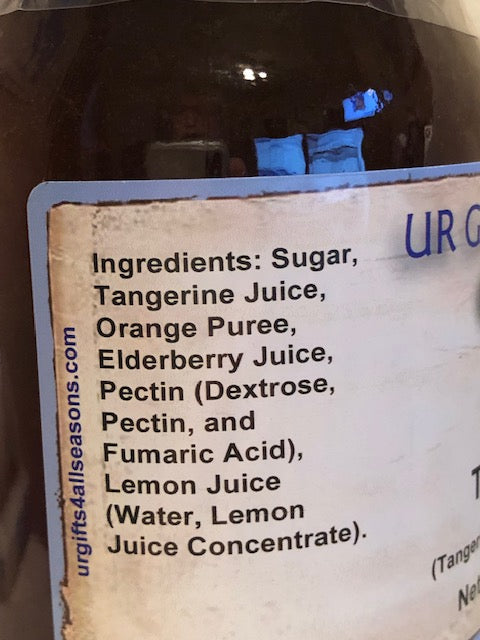 Ingredients: Sugar,
Tangerine Juice,
Orange Puree,
Elderberry Juice,
Pectin (Dextrose,
Pectin, and
Fumaric Acid),
Lemon Juice
(Water, Lemon
Juice Concentrate).
urgifts4allseasons.com
UR G
T
(Tanger
Net